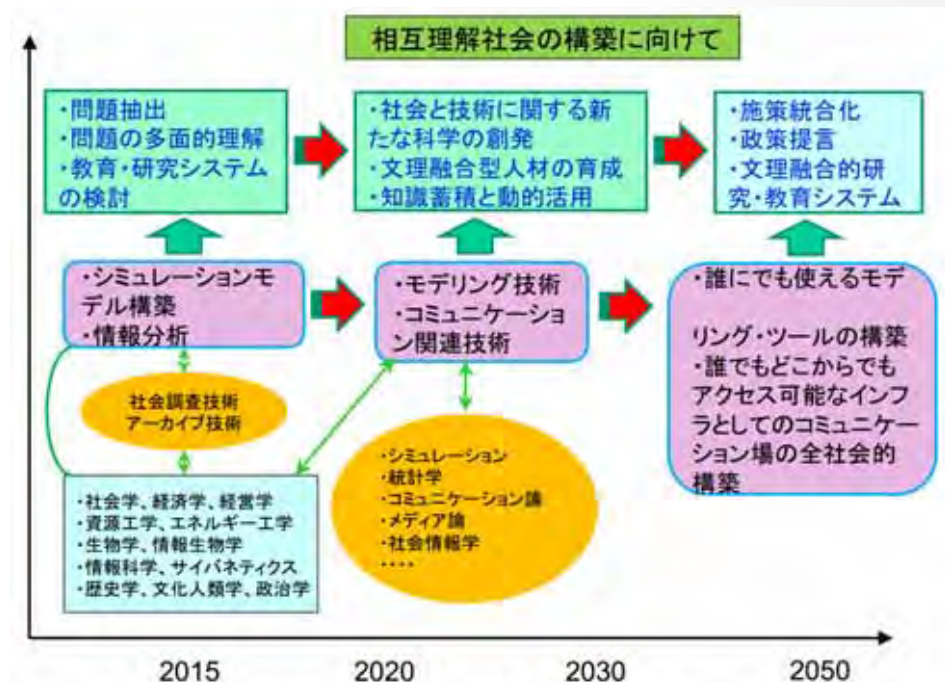 相互理解社会の構築に向けて
・問題抽出
・問題の多面的理解
・教育・研究システム
の検討
・社会と技術に関する新
たな科学の創発
・文理融合型人材の育成
・知識蓄積と動的活用
・施策統合化
・政策提言
・文理融合的研
究・教育システム
・シミュレーションモ
デル構築
・情報分析
・モデリング技術
・コミュニケーショ
ン関連技術
・誰にでも使えるモデ
リング・ツールの構築
・誰でもどこからでも
アクセス可能なインフ
ラとしてのコミュニケー
ション場の全社会的
構築
社会調査技術
アーカイブ技術
・シミュレーション
・統計学
・コミュニケーション論
・メディア論
・社会情報学
・・・・
・社会学、経済学、経営学
・資源工学、エネルギー工学
・生物学、情報生物学
・情報科学、サイバネティクス
・歴史学、文化人類学、政治学
2015 2020 2030 2050